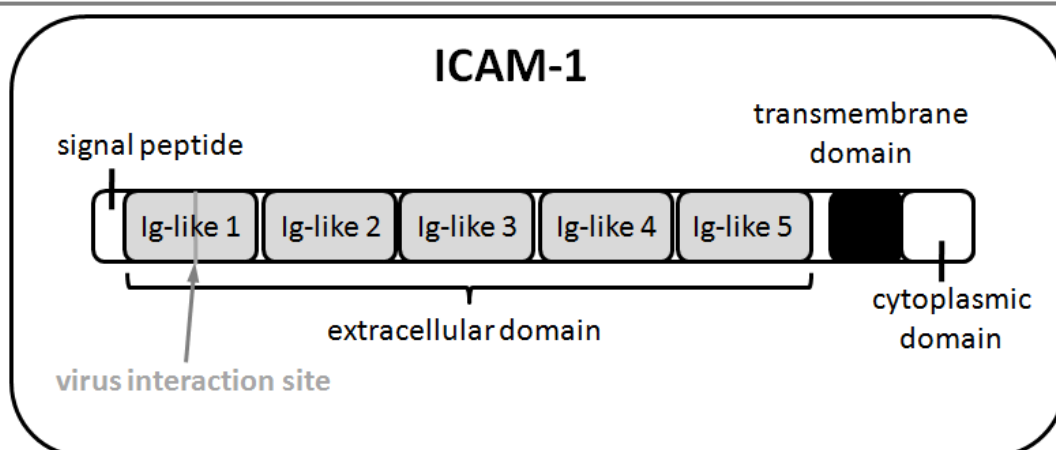 ICAM-1
transmembrane
domain
signal peptide
Ig-like 1
Ig-like 2
Ig-like 3
Ig-like 4
Ig-like 5
cytoplasmic
domain
extracellular domain
virus interaction site